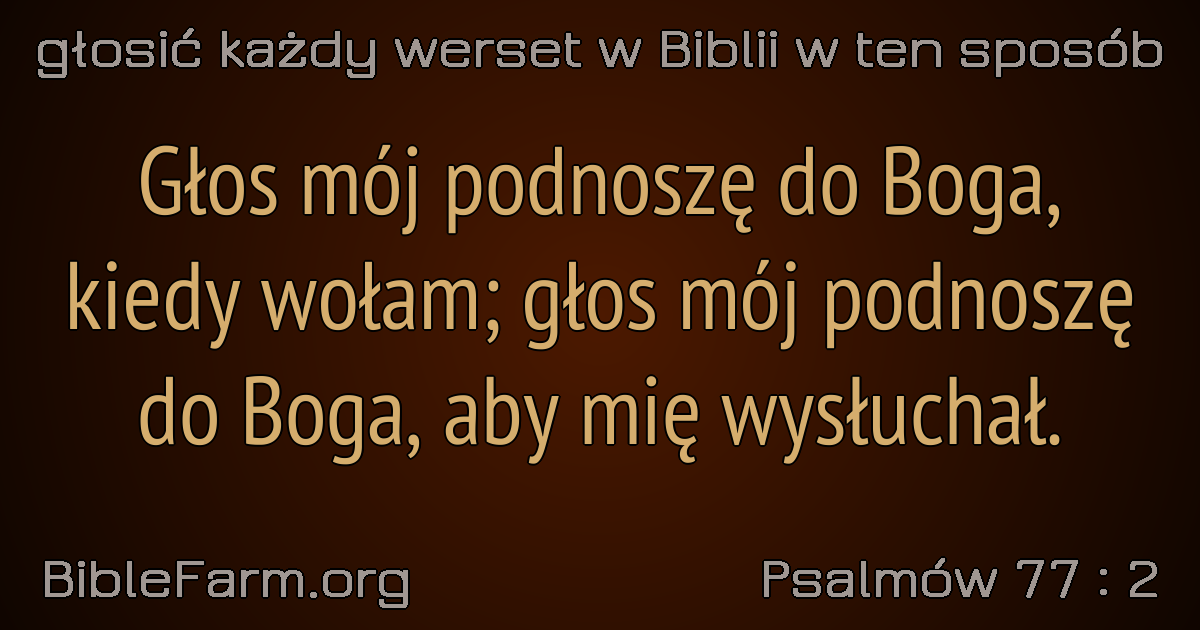 głosić każdy werset w Biblii w ten sposób
Głos mój podnoszę do Boga,
kiedy wołam; głos mój podnoszę
do Boga, aby mię wysłuchał.
BibleFarm.org
Psalmów 77 : 2